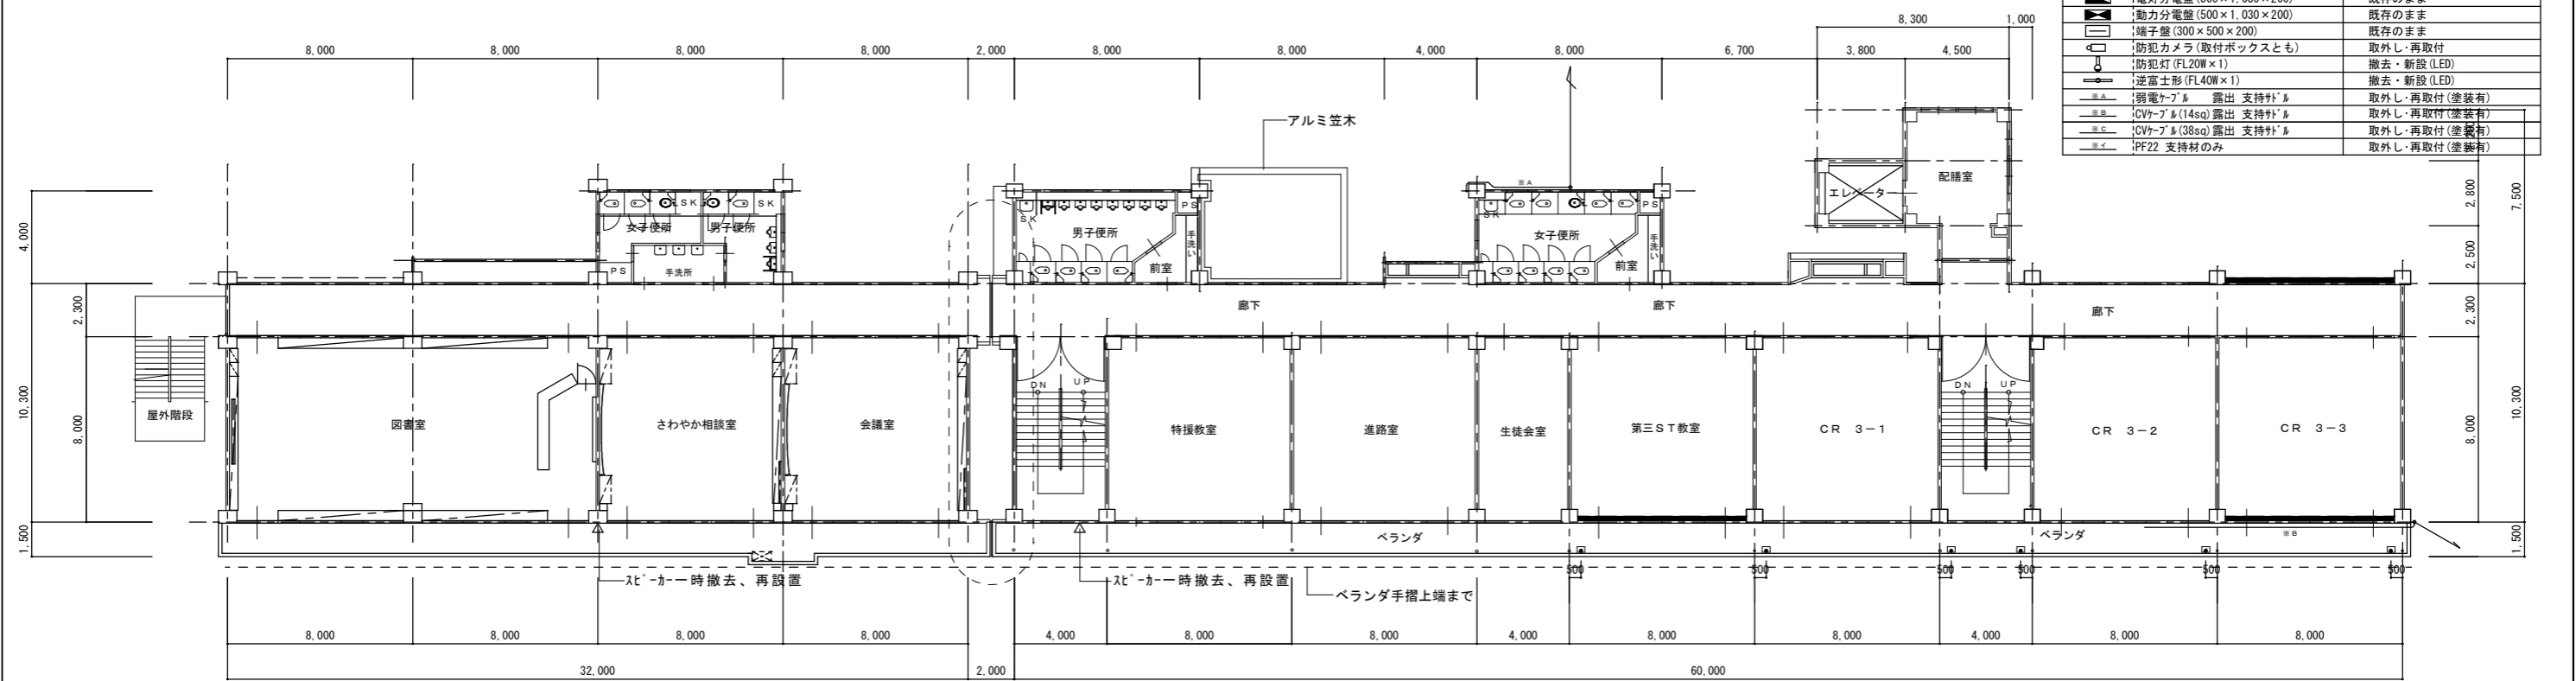 動力分電盤(500×1,030×200) 既存のまま
端子盤(300×500×200) 既存のまま
防犯カメラ(取付ボックスとも) 取外し・再取付
防犯灯(FL20W×1) 撤去・新設(LED)
逆富士形(FL40W×1) 撤去・新設(LED)
※A 弱電ケーブル 露出 支持サドル 取外し・再取付(塗装有)
※B CVケーブル(14sq)露出 支持サドル 取外し・再取付(塗装有)
※C CVケーブル(38sq)露出 支持サドル 取外し・再取付(塗装有)
※イ PF22 支持材のみ 取外し・再取付(塗装有)
8,300 1,000
8,000 8,000 8,000 8,000 2,000 8,000 8,000 4,000 8,000 6,700 3,800 4,500
アルミ笠木
※A
エレベーター
配膳室
2,800
7,500
2,500
4,000
SK SK
女子便所 男子便所
PS 手洗所
SK PS
男子便所
手洗い
前室
SK PS
女子便所
手洗い
前室
2,300
廊下 廊下 廊下
2,300
10,300
8,000
屋外階段
図書室
さわやか相談室
会議室
DN UP
特援教室
進路室
生徒会室
第三ST教室
CR 3-1
DN UP
CR 3-2
CR 3-3
8,000
10,300
1,500
ベランダ ベランダ
※B
1,500
500 500 500 500 500 500
スピーカー一時撤去、再設置
スピーカー一時撤去、再設置
ベランダ手摺上端まで
8,000 8,000 8,000 8,000 4,000 8,000 8,000 4,000 8,000 8,000 4,000 8,000 8,000
32,000 2,000 60,000